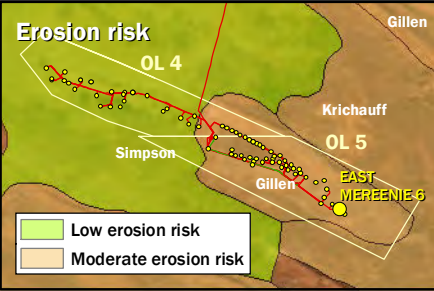 Erosion risk
Gillen
OL 4
Krichauff
OL 5
Simpson
Gillen
EAST
MEREENIE 6
Low erosion risk
Moderate erosion risk